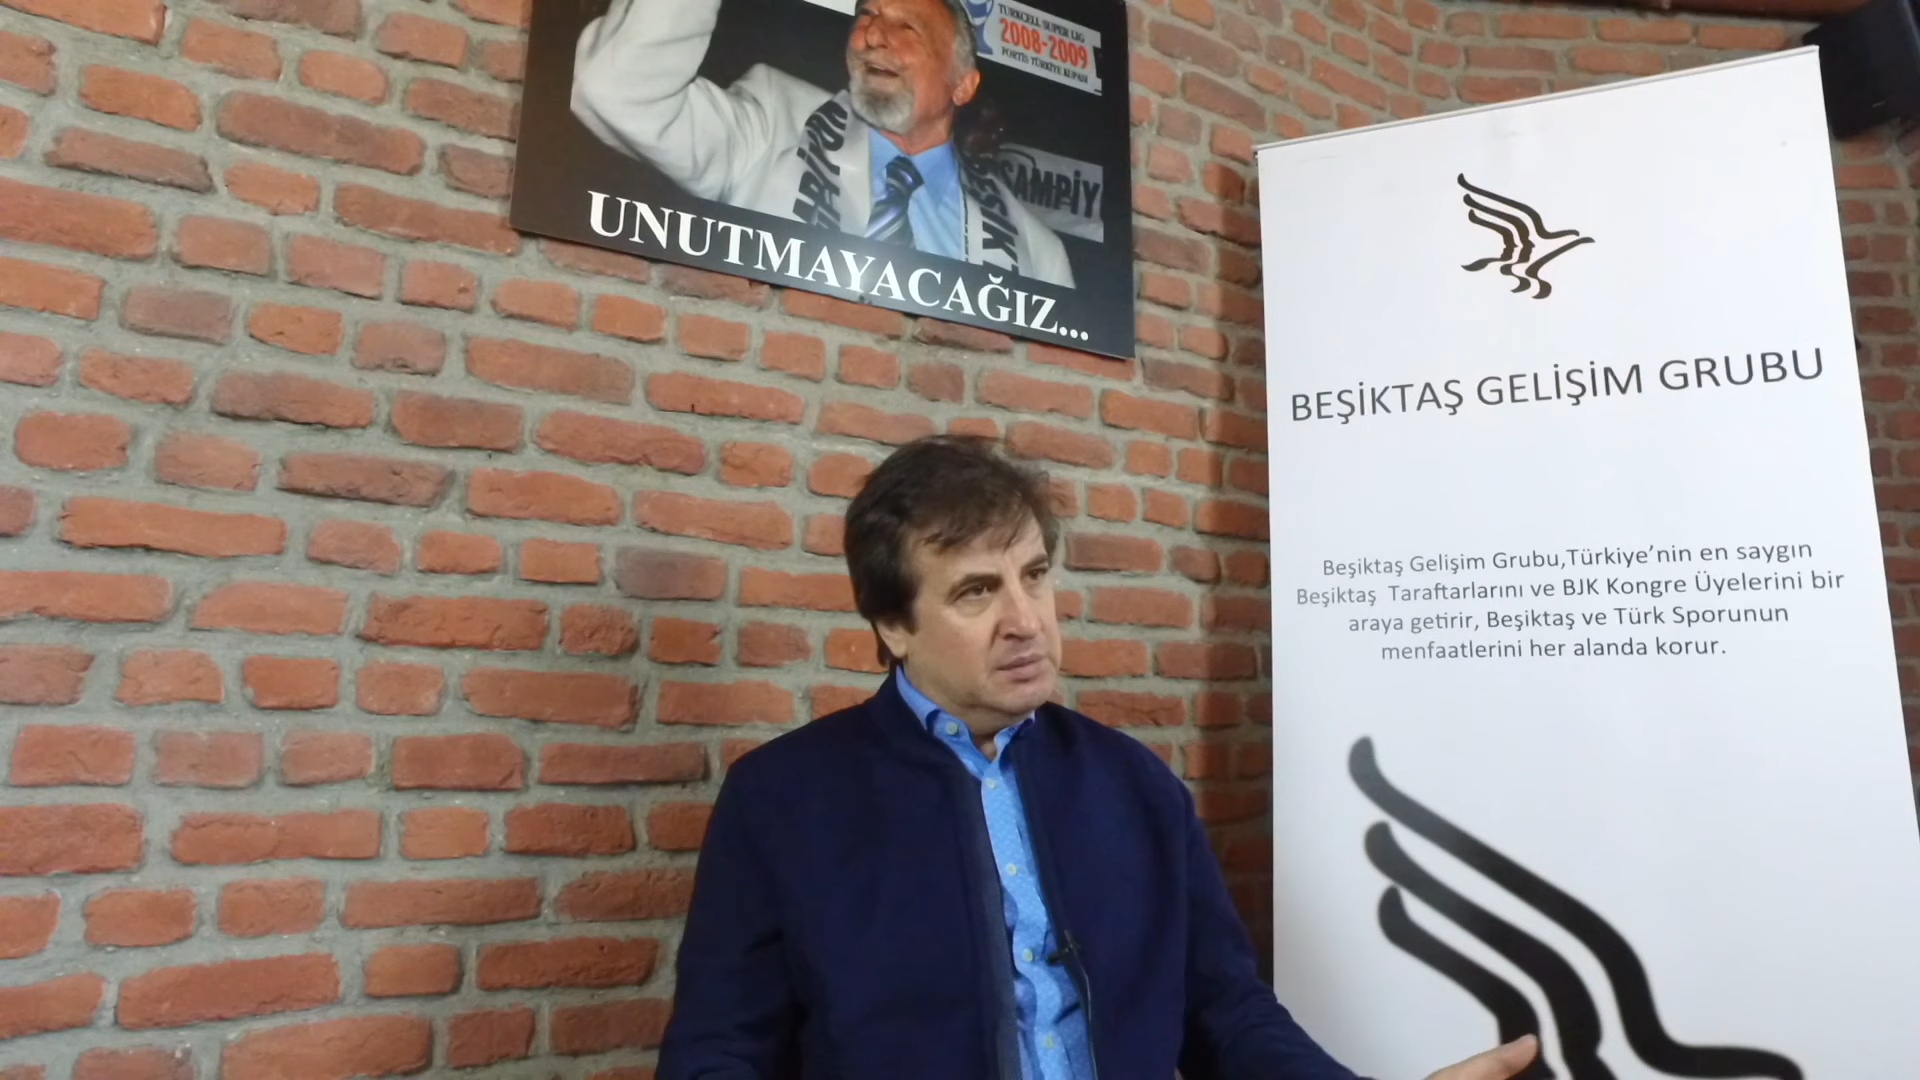 TURKCELL SUPER LIG
2008-2009
FORTIS TÜRKİYE KUPASI
ŞAMPİY
UNUTMAYACAĞIZ...
BEŞİKTAŞ GELİŞİM GRUBU
Beşiktaş Gelişim Grubu,Türkiye’nin en saygın
Beşiktaş Taraftarlarını ve BJK Kongre Üyelerini bir
araya getirir, Beşiktaş ve Türk Sporunun
menfaatlerini her alanda korur.